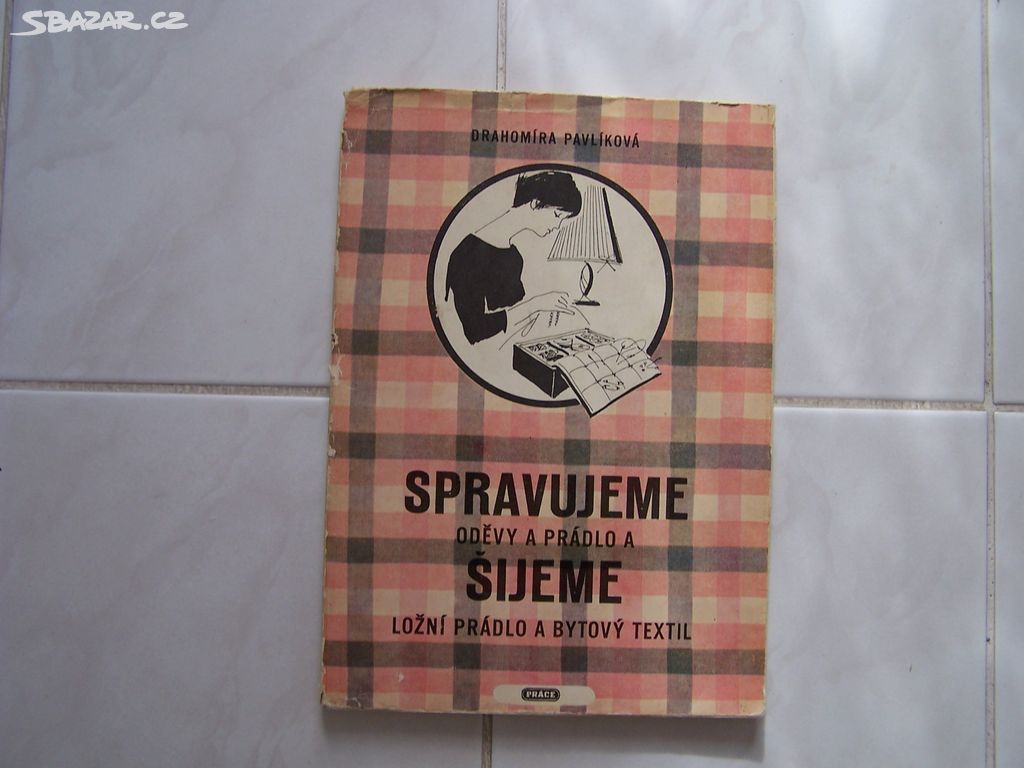 SBAZAR.CZ
DRAHOMÍRA PAVLÍKOVÁ
SPRAVUJEME
ODĚVY A PRÁDLO A
ŠIJEME
LOŽNÍ PRÁDLO A BYTOVÝ TEXTIL
PRÁCE